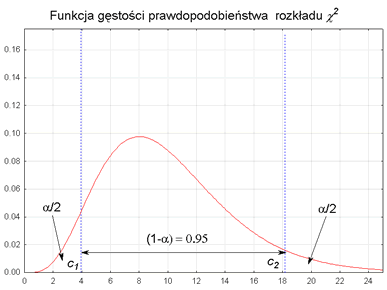 Funkcja gęstości prawdopodobieństwa rozkładu χ²
0.16
0.14
0.12
0.10
0.08
0.06
0.04
0.02
0.00
α/2
(1-α) = 0.95
α/2
c₁
c₂
0 2 4 6 8 10 12 14 16 18 20 22 24